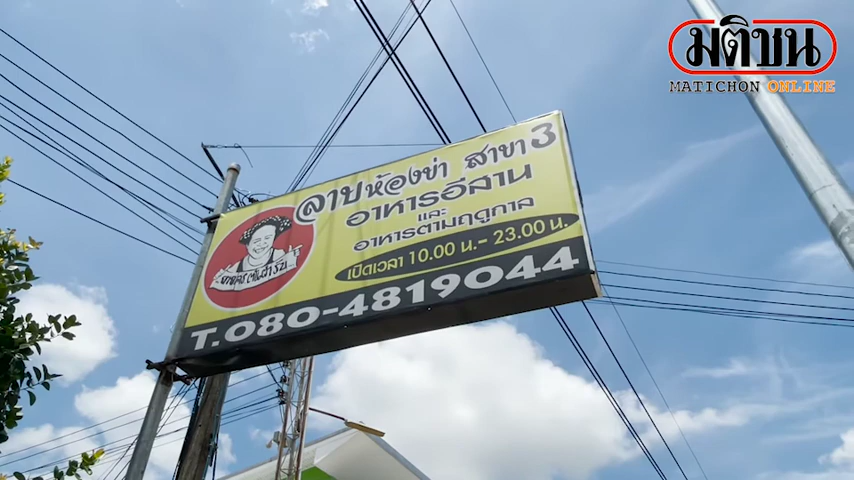 มติชน
MATICHON ONLINE
ลาบห้องข่า สาขา 3
อาหารอีสาน
และ
อาหารตามฤดูกาล
เปิดเวลา 10.00 น.- 23.00 น.
T.080-4819044